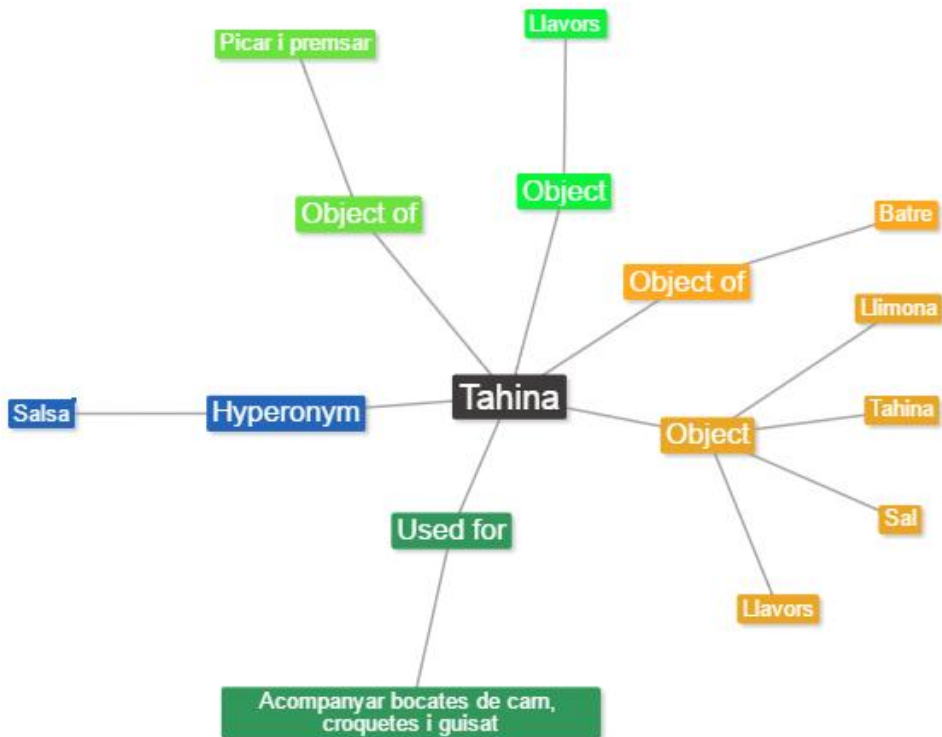 Llavors
Picar i premsar
Object
Object of
Batre
Object of
Llimona
Tahina
Tahina
Salsa
Hyperonym
Object
Sal
Used for
Llavors
Acompanyar bocates de carn,
croquetes i guisat